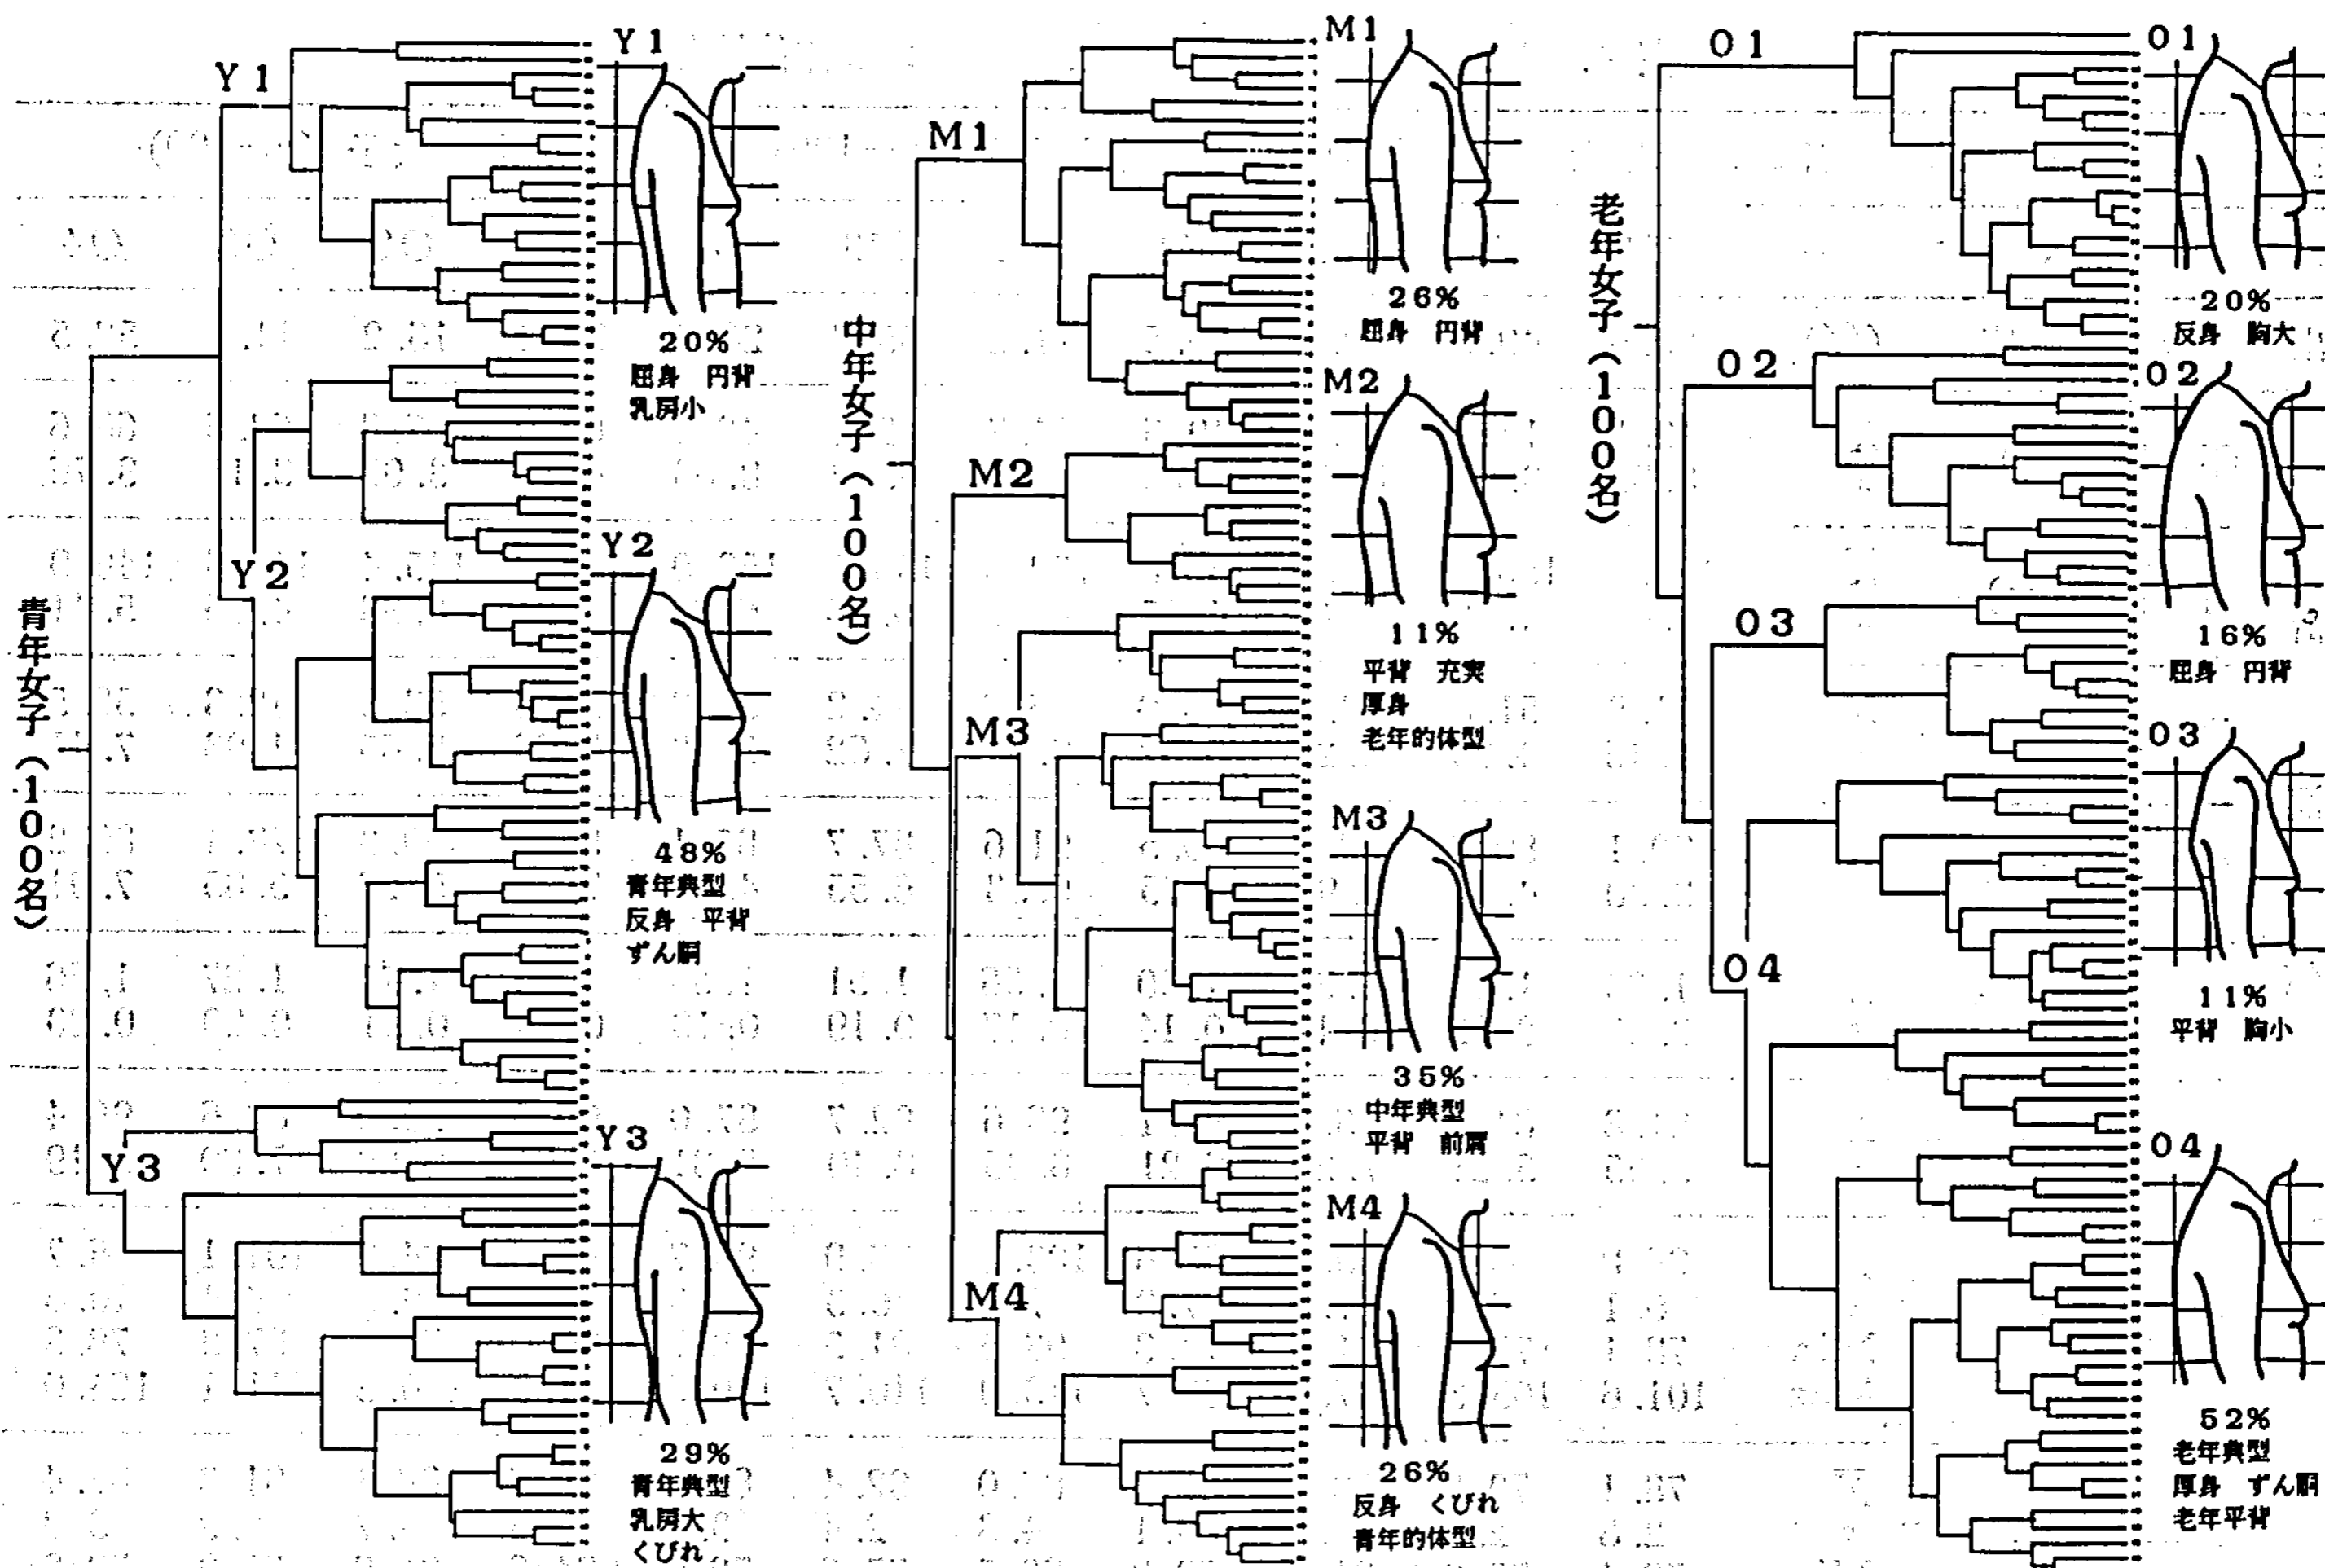 青年女子（100名）
Y1
Y2
Y3
Y1
20%
屈身 円背
乳房小
Y2
48%
青年典型
反身 平背
ずん胴
Y3
29%
青年典型
乳房大
くびれ
中年女子（100名）
M1
M2
M3
M4
M1
26%
屈身 円背
M2
11%
平背 充実
厚身
老年的体型
M3
35%
中年典型
平背 前肩
M4
26%
反身 くびれ
青年的体型
老年女子（100名）
O1
O2
O3
O4
O1
20%
反身 胸大
O2
16%
屈身 円背
O3
11%
平背 胸小
O4
52%
老年典型
厚身 ずん胴
老年平背